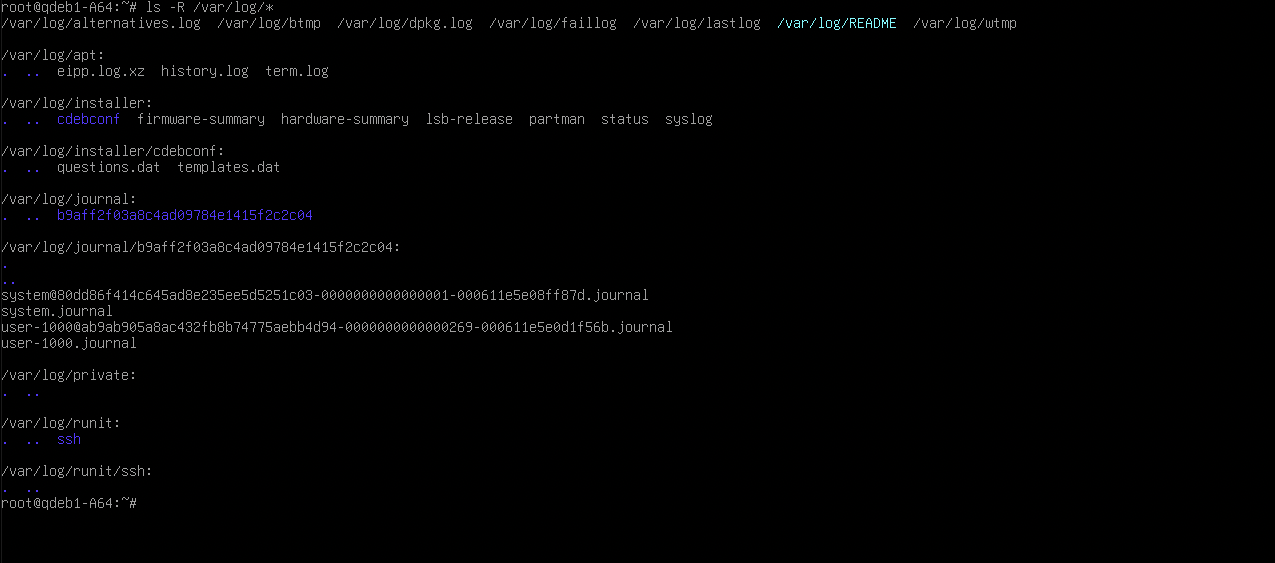 root@qdeb1-A64:~# ls -R /var/log/*
/var/log/alternatives.log  /var/log/btmp  /var/log/dpkg.log  /var/log/faillog  /var/log/lastlog  /var/log/README  /var/log/wtmp
/var/log/apt:
.  ..  eipp.log.xz  history.log  term.log
/var/log/installer:
.  ..  cdebconf  firmware-summary  hardware-summary  lsb-release  partman  status  syslog
/var/log/installer/cdebconf:
.  ..  questions.dat  templates.dat
/var/log/journal:
.  ..  b9aff2f03a8c4ad09784e1415f2c2c04
/var/log/journal/b9aff2f03a8c4ad09784e1415f2c2c04:
.
..
system@80dd86f414c645ad8e235ee5d5251c03-0000000000000001-000611e5e08ff87d.journal
system.journal
user-1000@ab9ab905a8ac432fb8b74775aebb4d94-0000000000000269-000611e5e0d1f56b.journal
user-1000.journal
/var/log/private:
.  ..
/var/log/runit:
.  ..  ssh
/var/log/runit/ssh:
.  ..
root@qdeb1-A64:~#